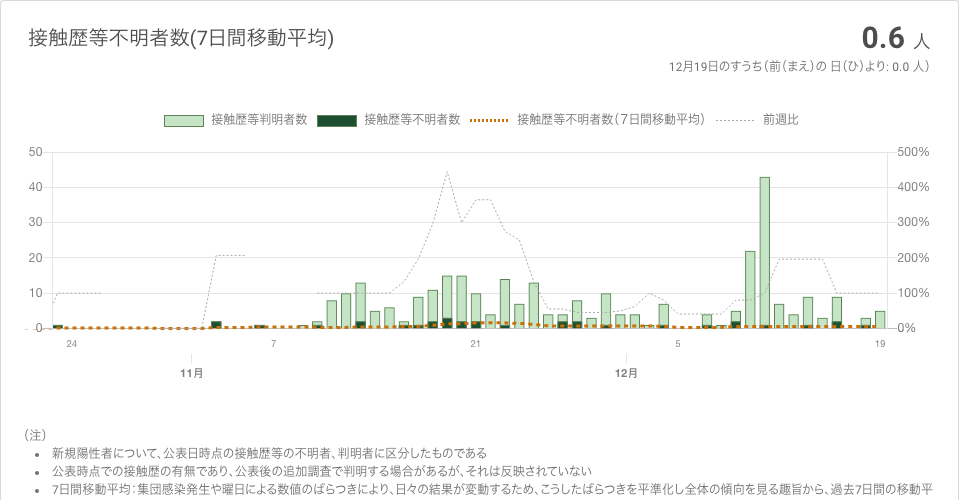 接触歴等不明者数(7日間移動平均)
0.6 人
12月19日のすうち（前（まえ）の 日（ひ）より: 0.0 人）
接触歴等判明者数 接触歴等不明者数 接触歴等不明者数（7日間移動平均） 前週比
50 500%
40 400%
30 300%
20 200%
10 100%
0 0%
24 7 21 5 19
11月 12月
（注）
• 新規陽性者について、公表日時点の接触歴等の不明者、判明者に区分したものである
• 公表時点での接触歴の有無であり、公表後の追加調査で判明する場合があるが、それは反映されていない
• 7日間移動平均：集団感染発生や曜日による数値のばらつきにより、日々の結果が変動するため、こうしたばらつきを平準化し全体の傾向を見る趣旨から、過去7日間の移動平